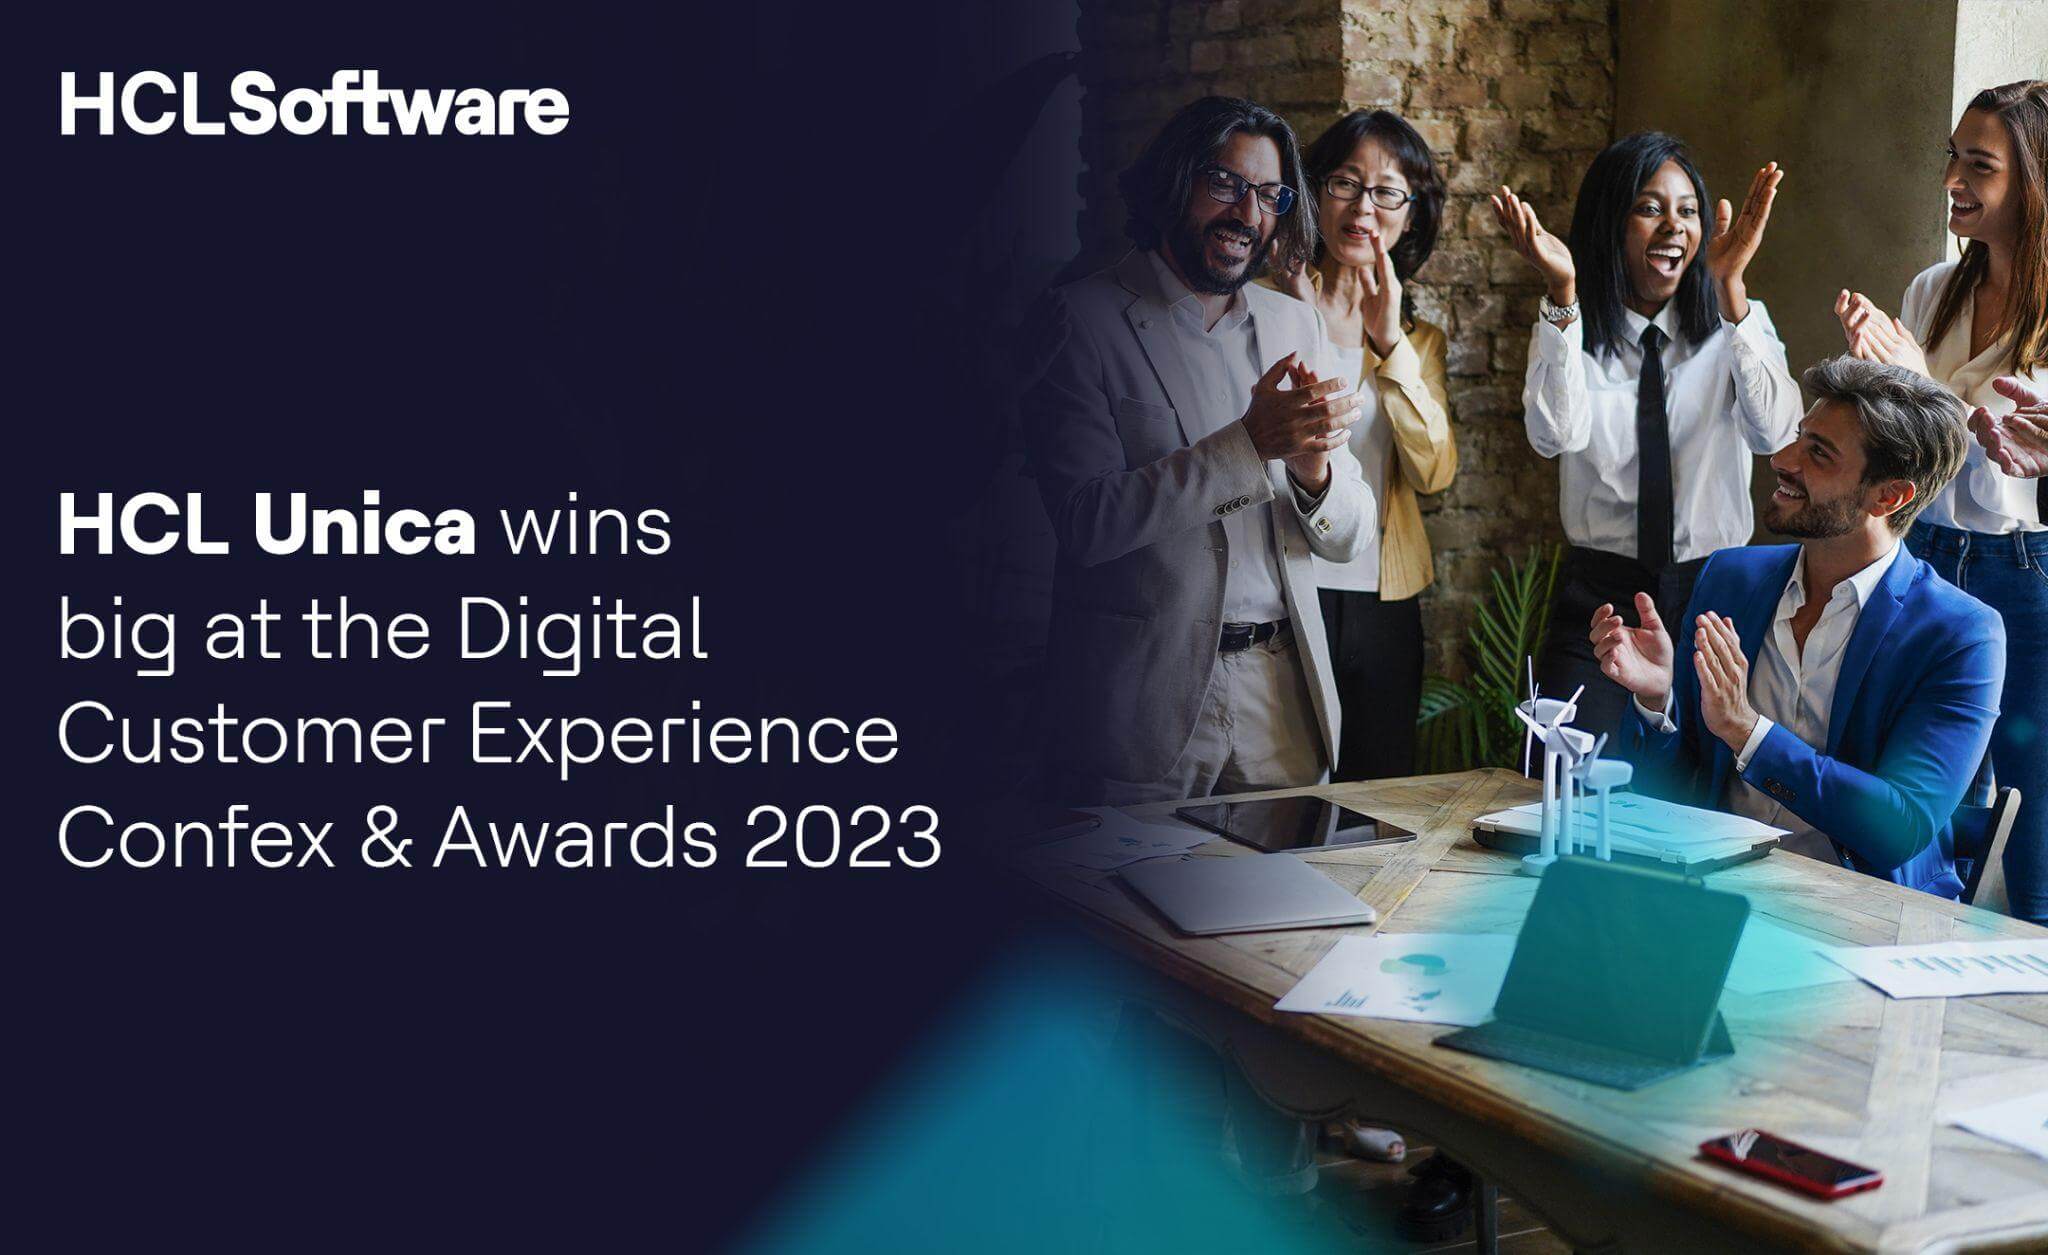 HCLSoftware
HCL Unica wins
big at the Digital
Customer Experience
Confex & Awards 2023